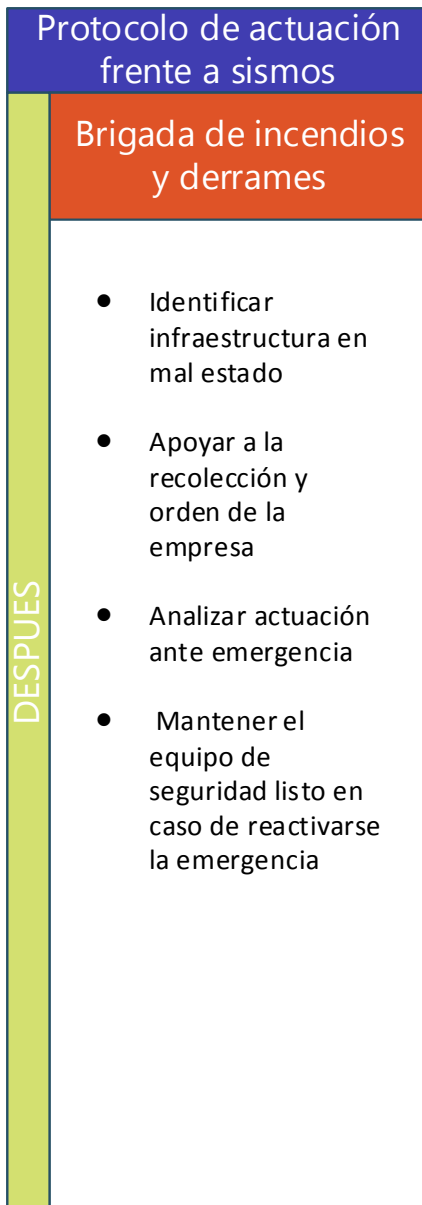 Protocolo de actuación
frente a sismos
Brigada de incendios
y derrames
DESPUES
● Identificar
infraestructura en
mal estado
● Apoyar a la
recolección y
orden de la
empresa
● Analizar actuación
ante emergencia
● Mantener el
equipo de
seguridad listo en
caso de reactivarse
la emergencia